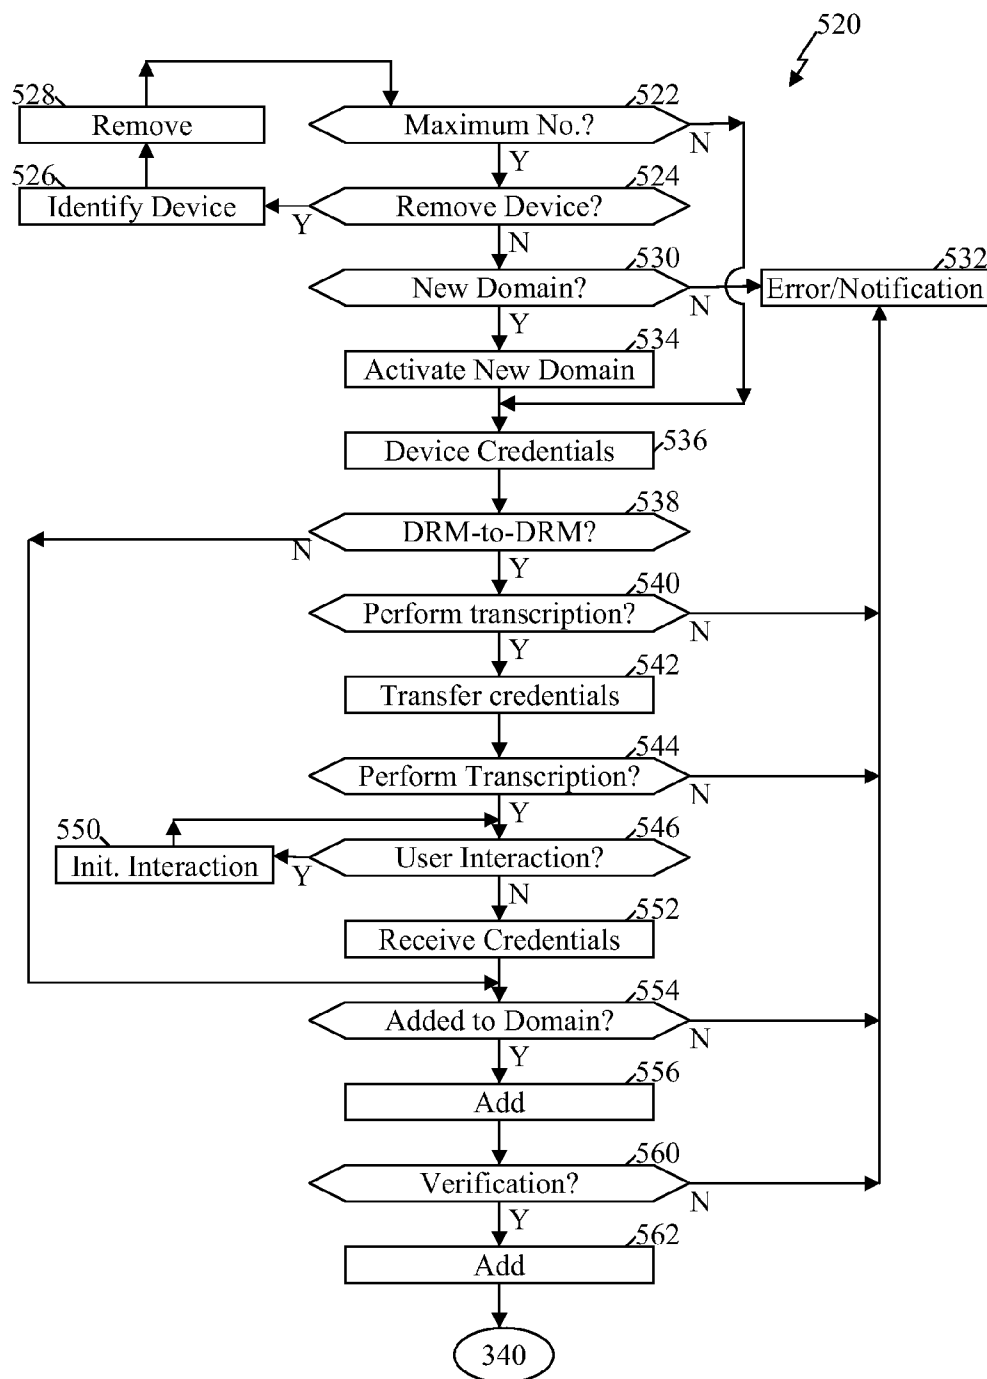 520
528
522
Remove
Maximum No.?
N
Y
526
524
Identify Device
Y
Remove Device?
N
530
532
New Domain?
N
Error/Notification
Y
534
Activate New Domain
Device Credentials
536
538
DRM-to-DRM?
N
Y
540
Perform transcription?
N
Y
542
Transfer credentials
544
Perform Transcription?
N
Y
550
546
Init. Interaction
Y
User Interaction?
N
552
Receive Credentials
554
Added to Domain?
N
Y
556
Add
560
Verification?
N
Y
562
Add
340